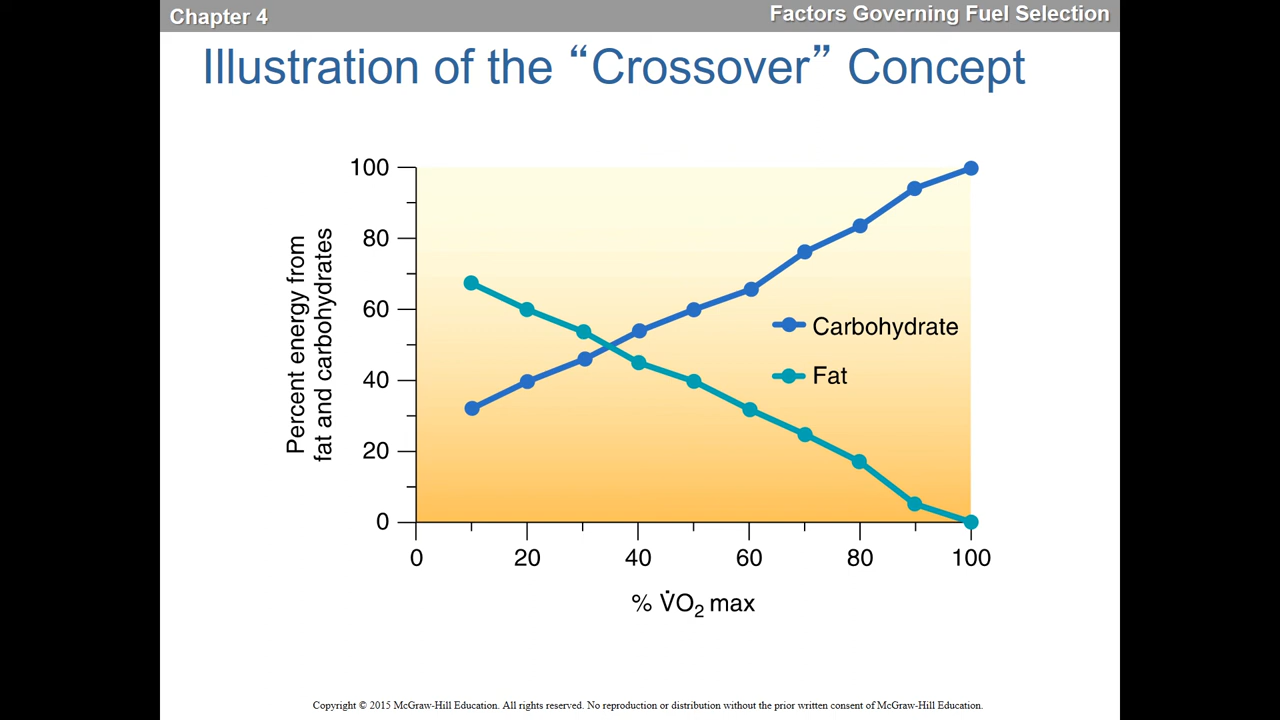 Chapter 4
Factors Governing Fuel Selection
Illustration of the “Crossover” Concept
Percent energy from
fat and carbohydrates
100
80
60
40
20
0
Carbohydrate
Fat
0 20 40 60 80 100
% V̇O₂ max
Copyright © 2015 McGraw-Hill Education. All rights reserved. No reproduction or distribution without the prior written consent of McGraw-Hill Education.